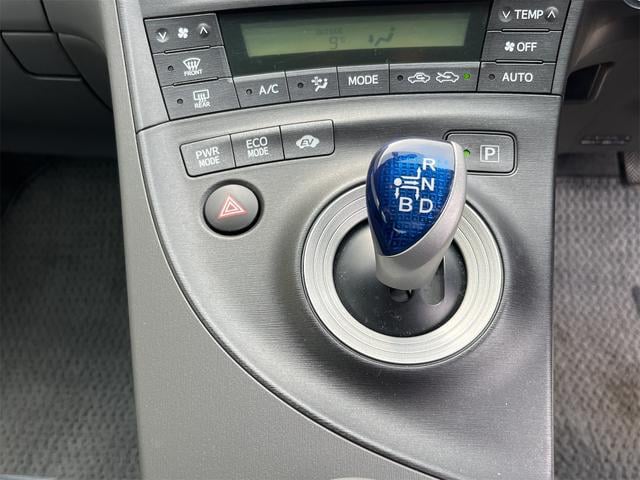 TEMP
OFF
FRONT
REAR
A/C
MODE
AUTO
PWR
MODE
ECO
MODE
EV
P
R
N
B D